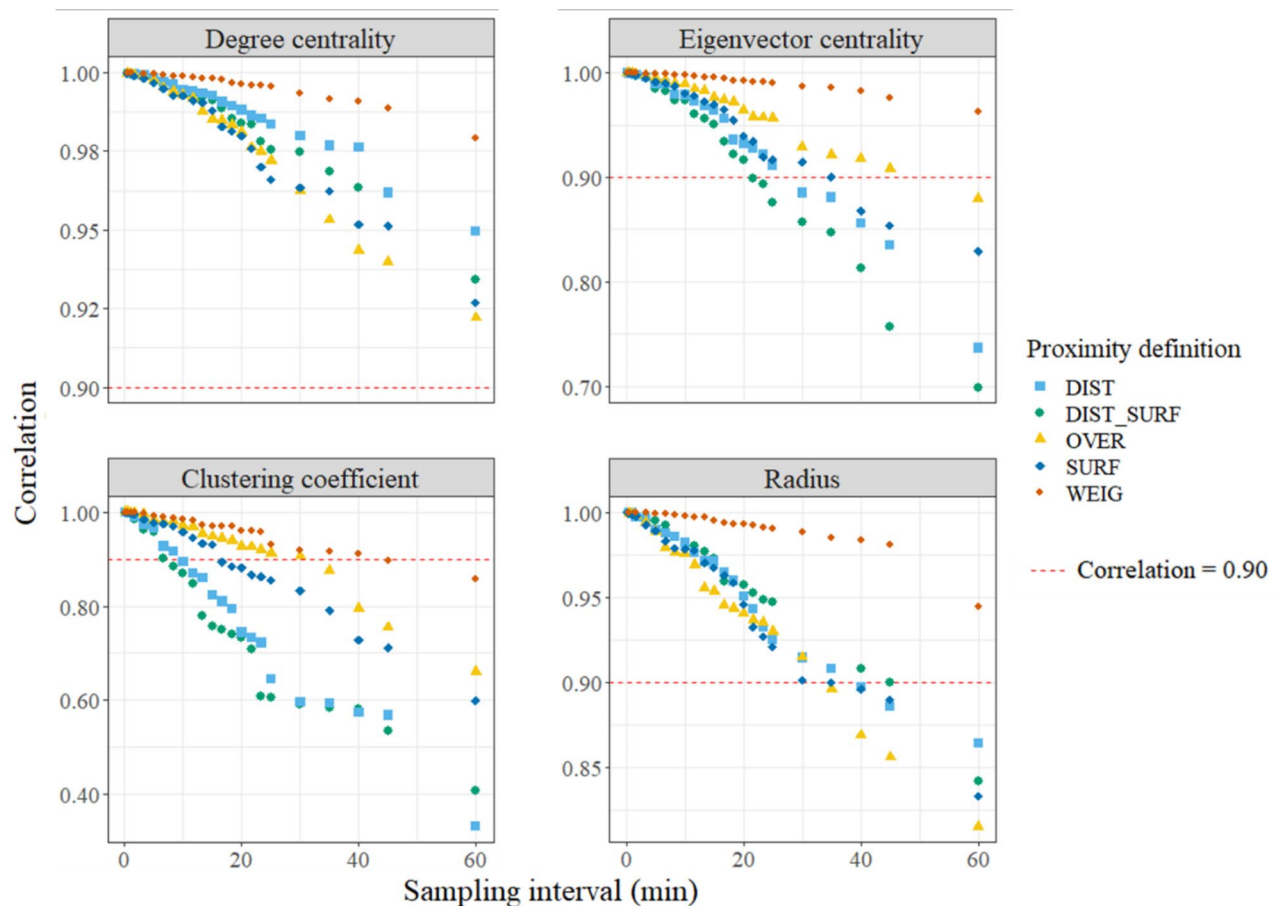 Degree centrality
Eigenvector centrality
1.00
0.98
0.95
0.92
0.90
1.00
0.90
0.80
0.70
Correlation
Clustering coefficient
Radius
1.00
0.80
0.60
0.40
1.00
0.95
0.90
0.85
0 20 40 60
0 20 40 60
Sampling interval (min)
Proximity definition
DIST
DIST_SURF
OVER
SURF
WEIG
Correlation = 0.90